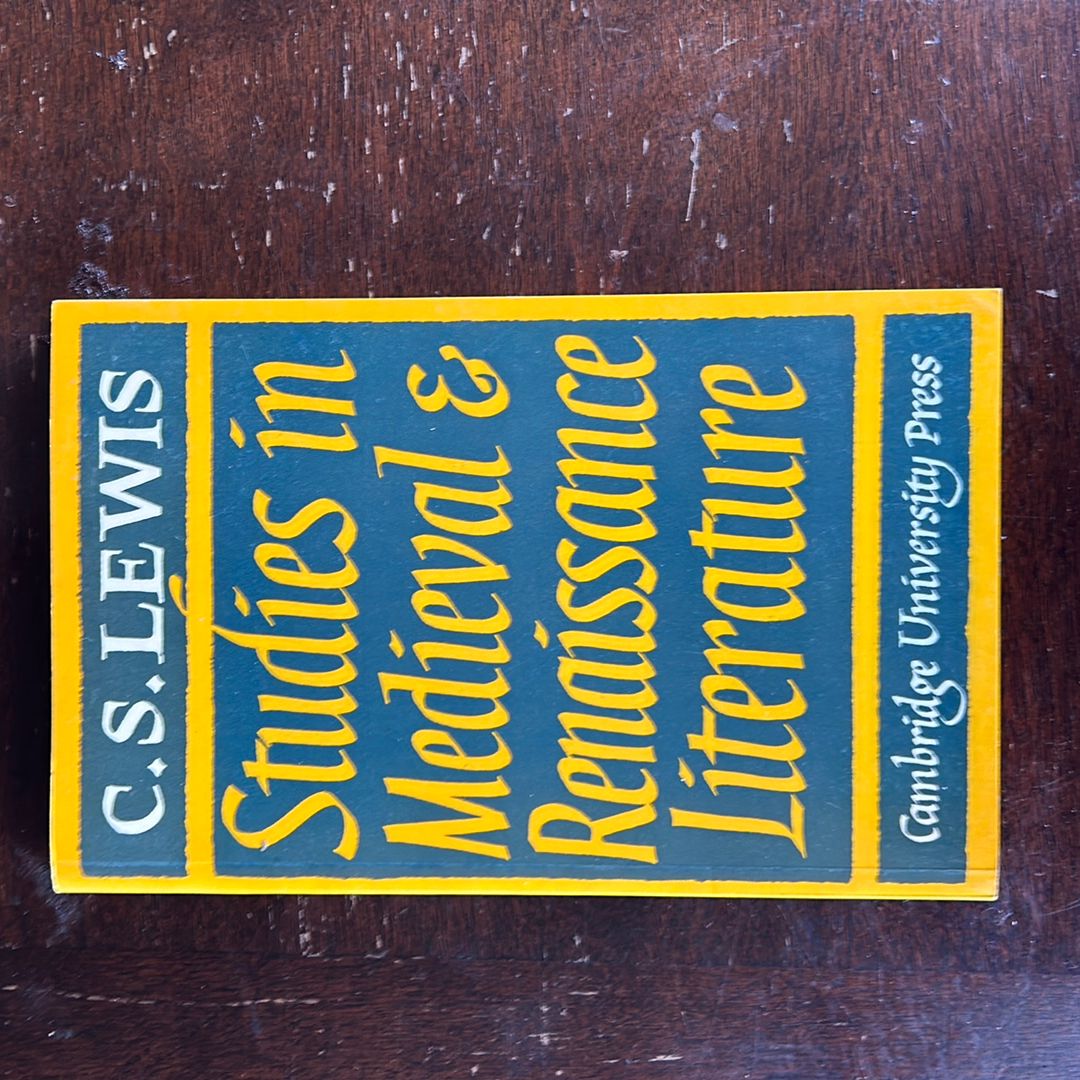 C.S.LEWIS
Studies in
Medieval &
Renaissance
Literature
Cambridge University Press